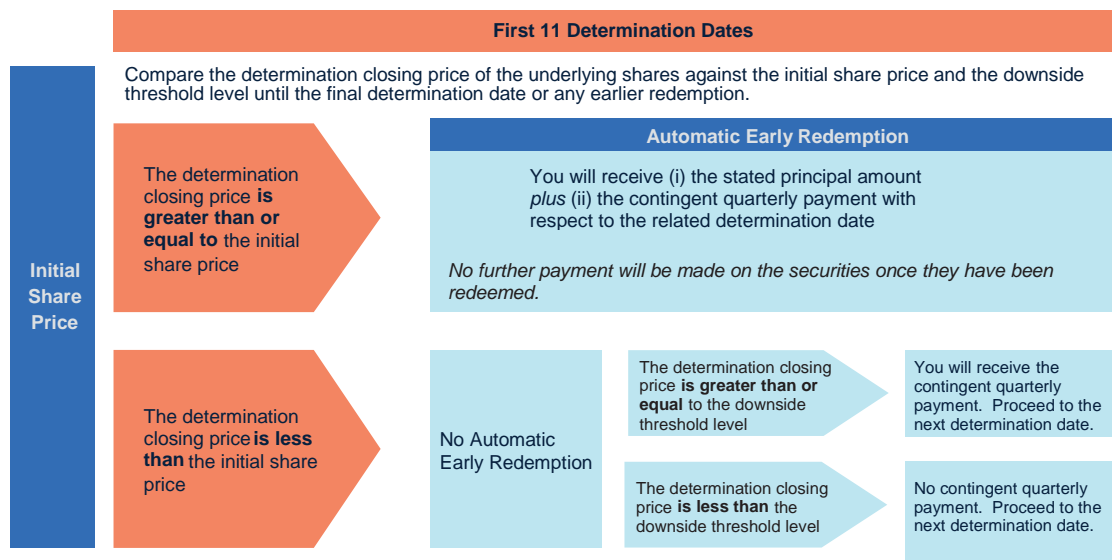 First 11 Determination Dates
Compare the determination closing price of the underlying shares against the initial share price and the downside
threshold level until the final determination date or any earlier redemption.
Initial
Share
Price
The determination
closing price is
greater than or
equal to the initial
share price
Automatic Early Redemption
You will receive (i) the stated principal amount
plus (ii) the contingent quarterly payment with
respect to the related determination date
No further payment will be made on the securities once they have been
redeemed.
The determination
closing price is less
than the initial share
price
No Automatic
Early Redemption
The determination closing
price is greater than or
equal to the downside
threshold level
You will receive the
contingent quarterly
payment.  Proceed to the
next determination date.
The determination closing
price is less than the
downside threshold level
No contingent quarterly
payment.  Proceed to the
next determination date.